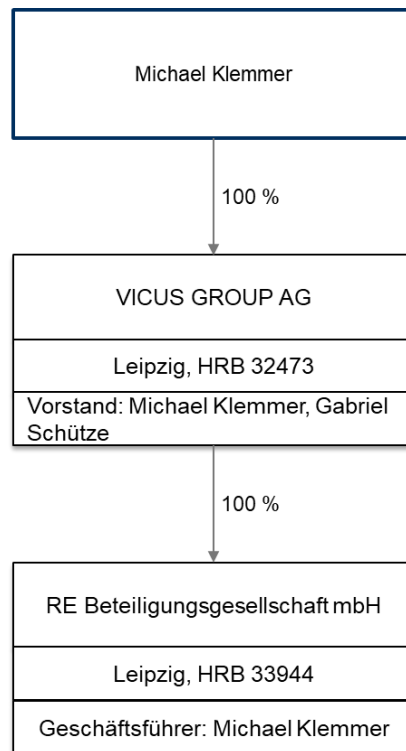 Michael Klemmer
100 %
VICUS GROUP AG
Leipzig, HRB 32473
Vorstand: Michael Klemmer, Gabriel
Schütze
100 %
RE Beteiligungsgesellschaft mbH
Leipzig, HRB 33944
Geschäftsführer: Michael Klemmer